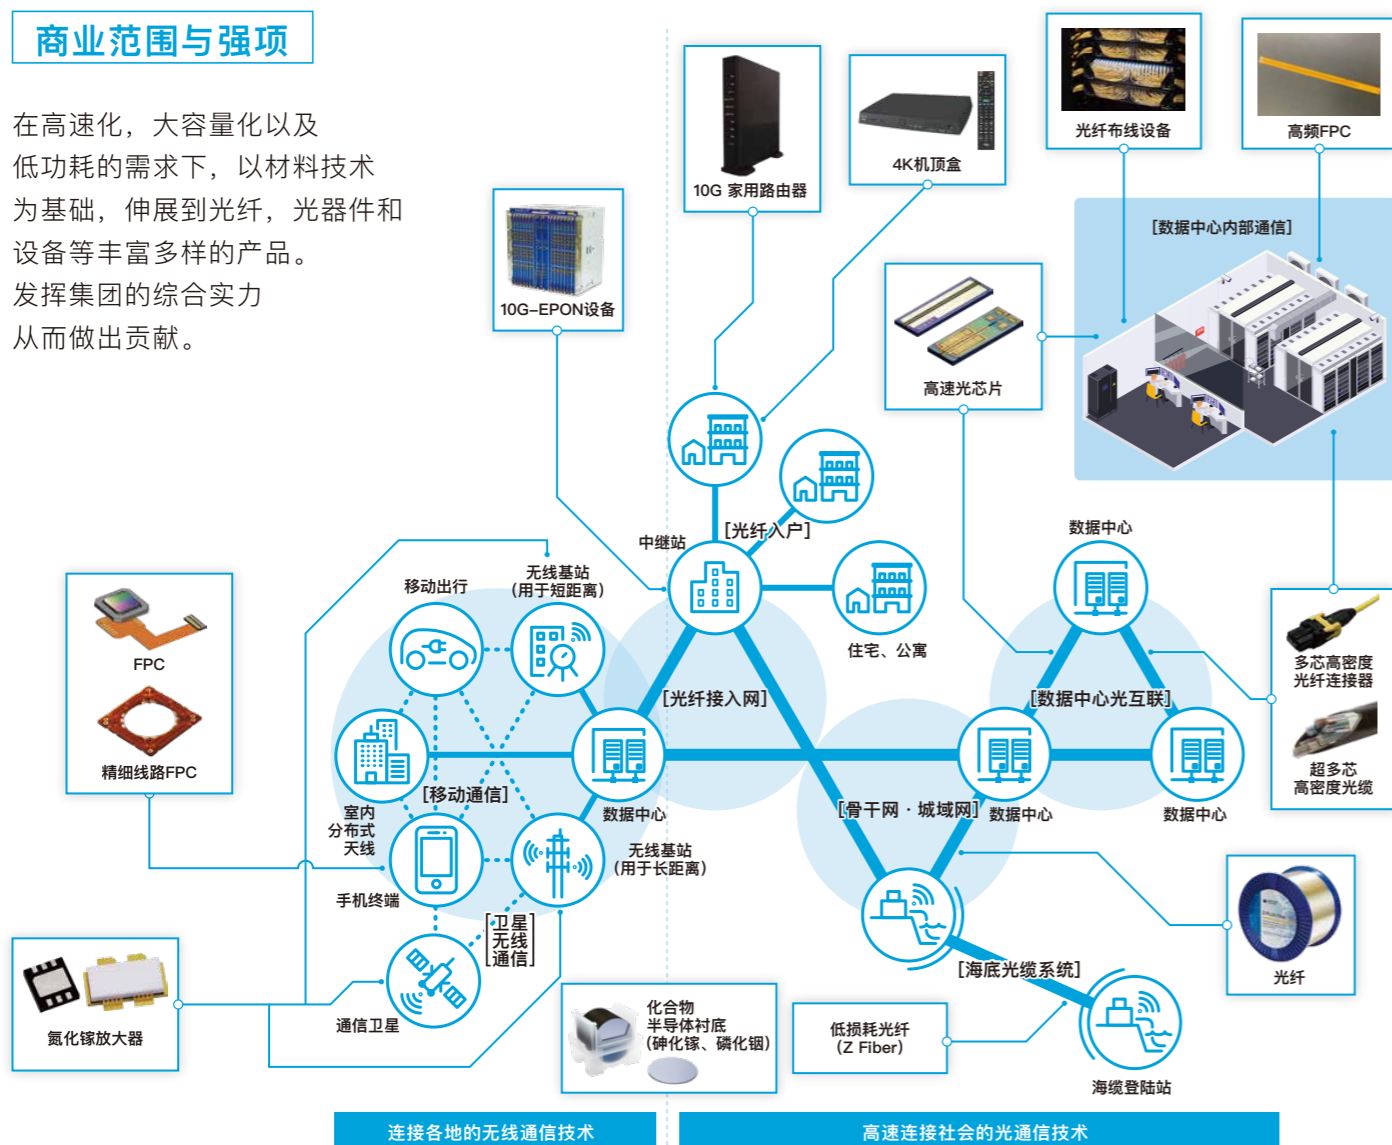 商业范围与强项
在高速化，大容量化以及
低功耗的需求下，以材料技术
为基础，伸展到光纤，光器件和
设备等丰富多样的产品。
发挥集团的综合实力
从而做出贡献。
10G-EPON设备
10G 家用路由器
4K机顶盒
光纤布线设备
高频FPC
[数据中心内部通信]
高速光芯片
中继站
[光纤入户]
住宅、公寓
数据中心
移动出行
无线基站
(用于短距离)
FPC
精细线路FPC
[光纤接入网]
[数据中心光互联]
多芯高密度
光纤连接器
超多芯
高密度光缆
[移动通信]
室内
分布式
天线
数据中心
[骨干网·城域网]
数据中心
数据中心
无线基站
(用于长距离)
手机终端
[卫星
无线
通信]
通信卫星
氮化镓放大器
化合物
半导体衬底
(砷化镓、磷化铟)
[海底光缆系统]
低损耗光纤
(Z Fiber)
光纤
海缆登陆站
连接各地的无线通信技术
高速连接社会的光通信技术